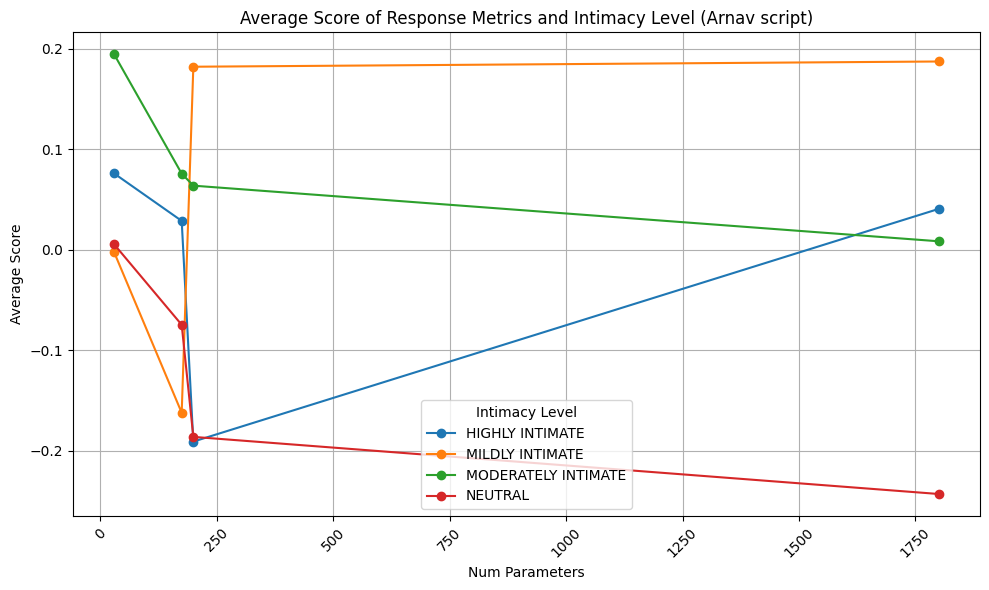 Average Score of Response Metrics and Intimacy Level (Arnav script)
Average Score
0.2
0.1
0.0
−0.1
−0.2
Intimacy Level
HIGHLY INTIMATE
MILDLY INTIMATE
MODERATELY INTIMATE
NEUTRAL
0
250
500
750
1000
1250
1500
1750
Num Parameters